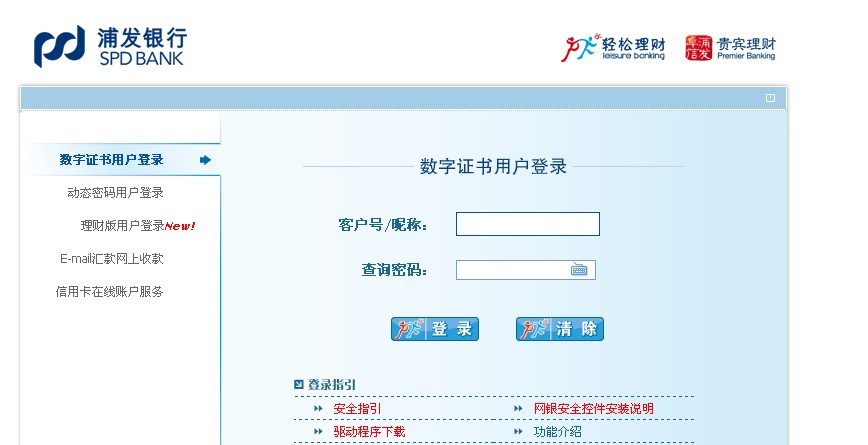 浦发银行
SPD BANK
轻松理财
leisure banking
卓浦
信发
贵宾理财
Premier Banking
数字证书用户登录
动态密码用户登录
理财版用户登录New!
E-mail汇款网上收款
信用卡在线账户服务
数字证书用户登录
客户号/昵称：
查询密码：
登 录
清 除
登录指引
安全指引
网银安全控件安装说明
驱动程序下载
功能介绍